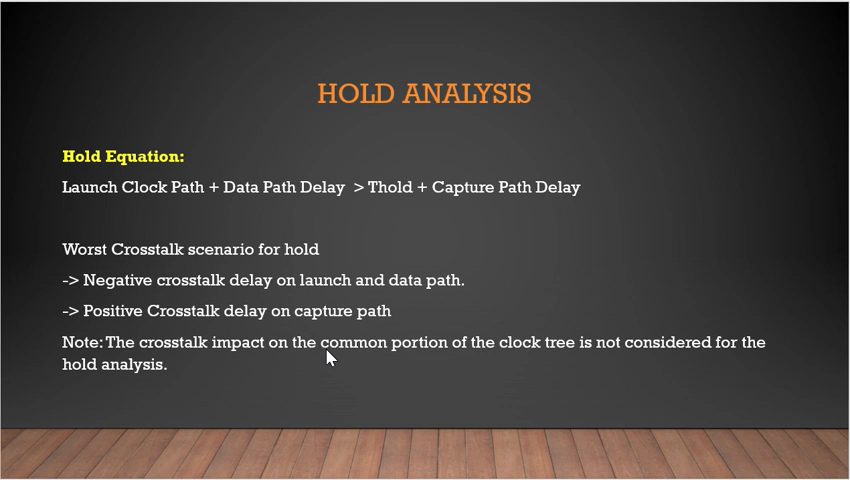 HOLD ANALYSIS
Hold Equation:
Launch Clock Path + Data Path Delay > Thold + Capture Path Delay
Worst Crosstalk scenario for hold
-> Negative crosstalk delay on launch and data path.
-> Positive Crosstalk delay on capture path
Note: The crosstalk impact on the common portion of the clock tree is not considered for the
hold analysis.